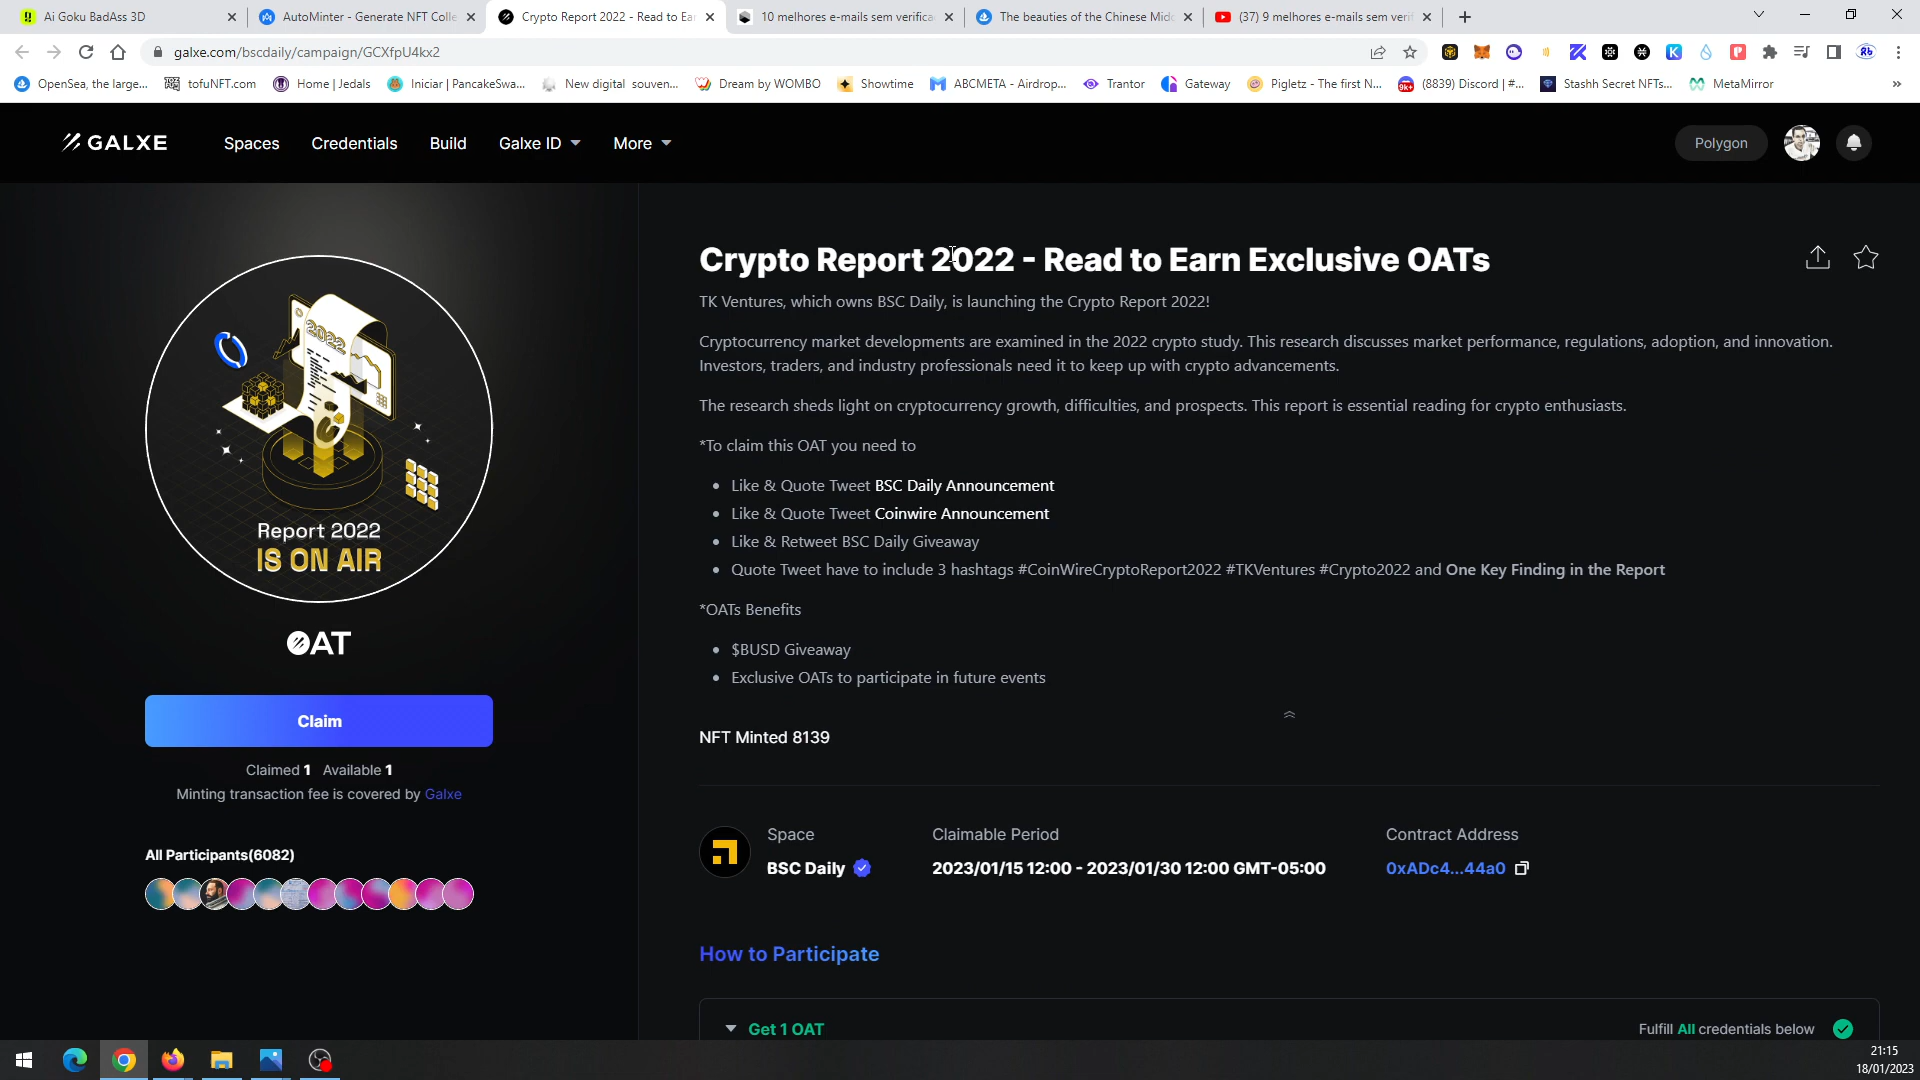 Ai Goku BadAss 3D
AutoMinter - Generate NFT Colle
Crypto Report 2022 - Read to Ea
10 melhores e-mails sem verifica
The beauties of the Chinese Mid
(37) 9 melhores e-mails sem veri
galxe.com/bscdaily/campaign/GCXfpU4kx2
OpenSea, the large...
tofuNFT.com
Home | Jedals
Iniciar | PancakeSwa...
New digital souven...
Dream by WOMBO
Showtime
ABCMETA - Airdrop...
Trantor
Gateway
Pigletz - The first N...
(8839) Discord | #...
Stashh Secret NFTs...
MetaMirror
»
GALXE
Spaces
Credentials
Build
Galxe ID
More
Polygon
2022
Report 2022
IS ON AIR
OAT
Claim
Claimed 1 Available 1
Minting transaction fee is covered by Galxe
All Participants(6082)
Crypto Report 2022 - Read to Earn Exclusive OATs
TK Ventures, which owns BSC Daily, is launching the Crypto Report 2022!
Cryptocurrency market developments are examined in the 2022 crypto study. This research discusses market performance, regulations, adoption, and innovation.
Investors, traders, and industry professionals need it to keep up with crypto advancements.
The research sheds light on cryptocurrency growth, difficulties, and prospects. This report is essential reading for crypto enthusiasts.
*To claim this OAT you need to
• Like & Quote Tweet BSC Daily Announcement
• Like & Quote Tweet Coinwire Announcement
• Like & Retweet BSC Daily Giveaway
• Quote Tweet have to include 3 hashtags #CoinWireCryptoReport2022 #TKVentures #Crypto2022 and One Key Finding in the Report
*OATs Benefits
• $BUSD Giveaway
• Exclusive OATs to participate in future events
NFT Minted 8139
Space
BSC Daily
Claimable Period
2023/01/15 12:00 - 2023/01/30 12:00 GMT-05:00
Contract Address
0xADc4...44a0
How to Participate
Get 1 OAT
Fulfill All credentials below
21:15
18/01/2023